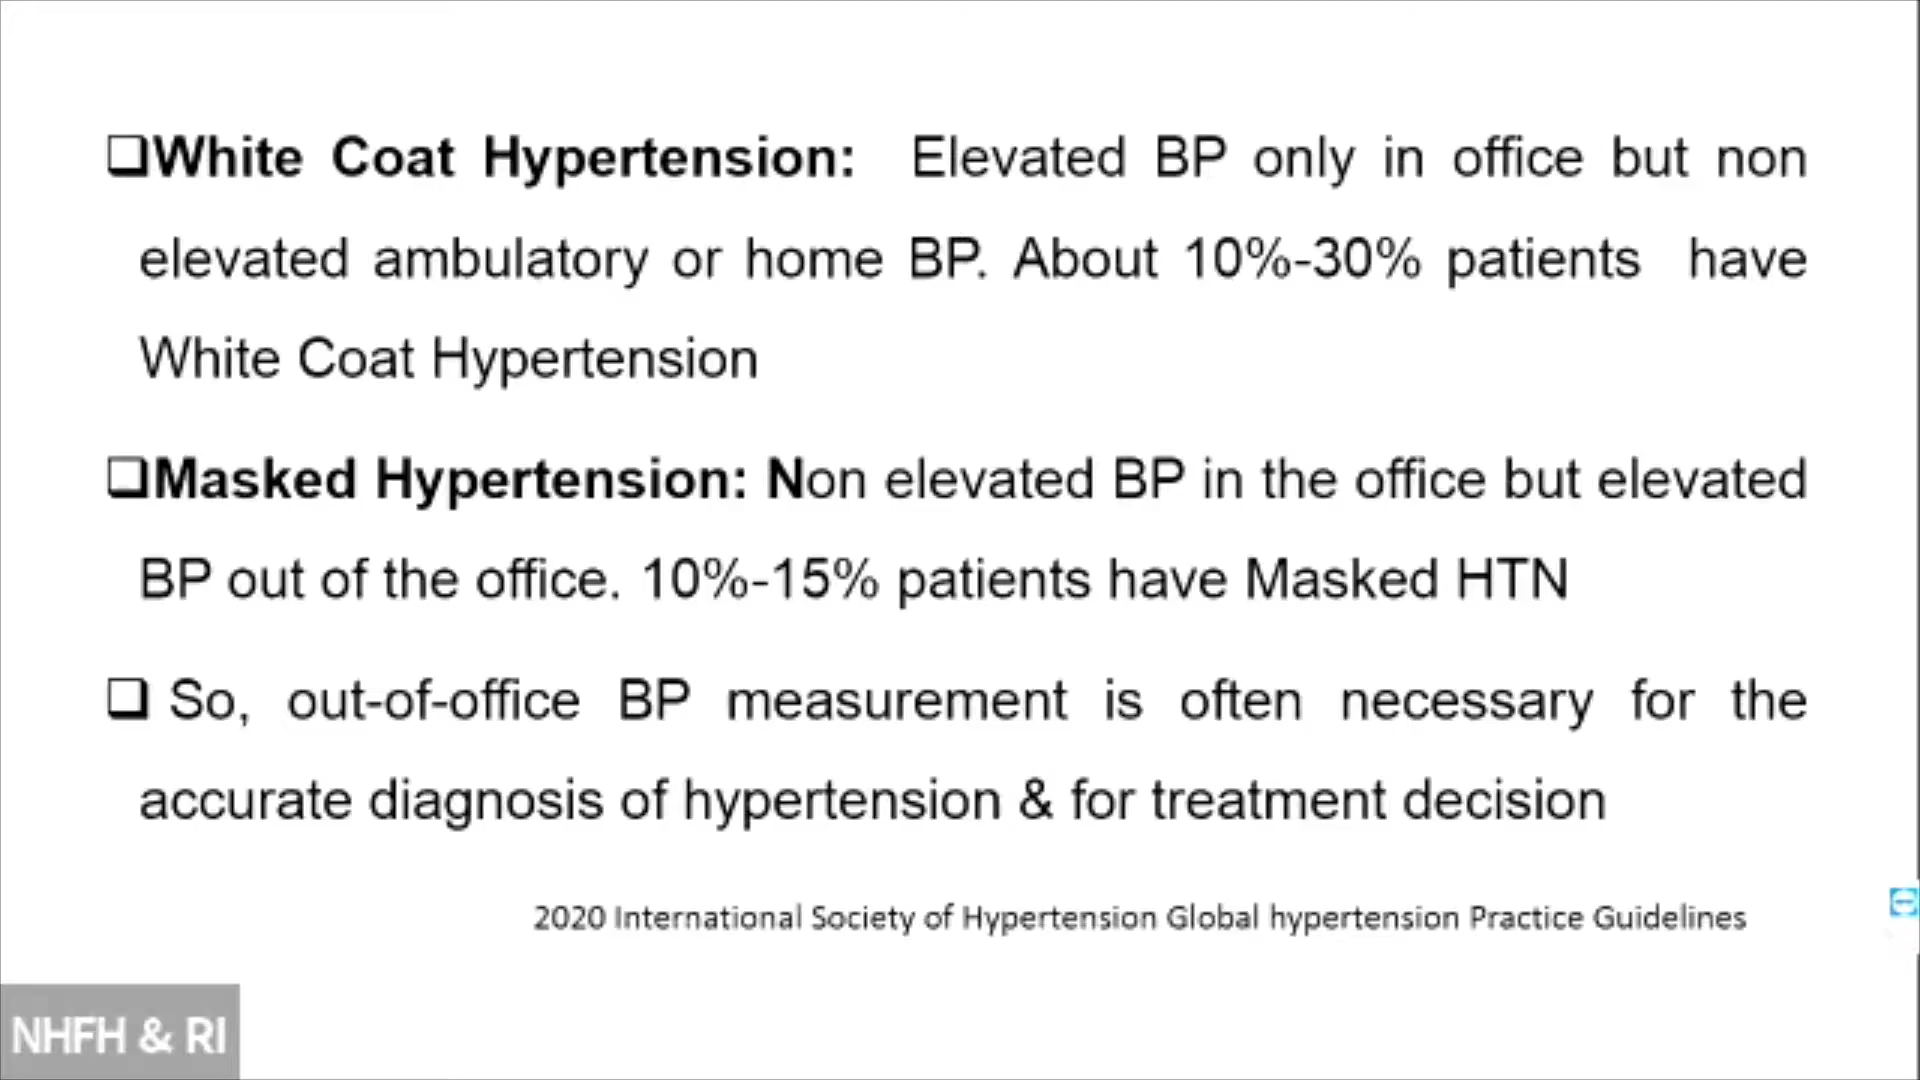 ❑White Coat Hypertension: Elevated BP only in office but non
elevated ambulatory or home BP. About 10%-30% patients have
White Coat Hypertension
❑Masked Hypertension: Non elevated BP in the office but elevated
BP out of the office. 10%-15% patients have Masked HTN
❑ So, out-of-office BP measurement is often necessary for the
accurate diagnosis of hypertension & for treatment decision
2020 International Society of Hypertension Global hypertension Practice Guidelines
NHFH & RI